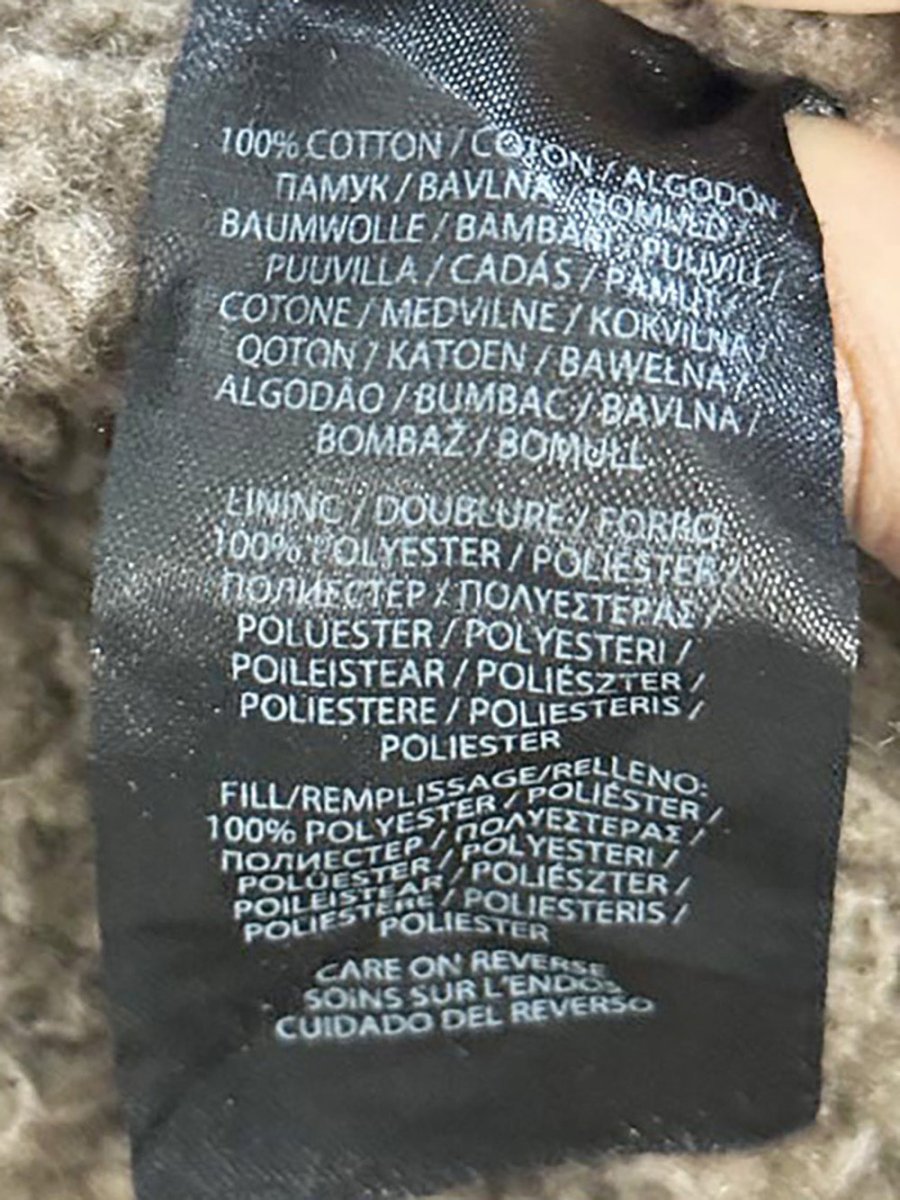 100% COTTON / COTON / ALGODÓN /
ПАМУК / BAVLNA / BOMULD /
BAUMWOLLE / BAMBAKI / PUUVILL /
PUUVILLA / CADÁS / PAMUT /
COTONE / MEDVILNE / KOKVILNA /
QOTON / KATOEN / BAWEŁNA /
ALGODÃO / BUMBAC / BAVLNA /
BOMBAŽ / BOMULL
LINING / DOUBLURE / FORRO:
100% POLYESTER / POLIÉSTER /
ПОЛИЕСТЕР / ΠΟΛΥΕΣΤΕΡΑΣ /
POLÜESTER / POLYESTERI /
POILEISTEAR / POLIÉSZTER /
POLIESTERE / POLIESTERIS /
POLIESTER
FILL/REMPLISSAGE/RELLENO:
100% POLYESTER / POLIÉSTER /
ПОЛИЕСТЕР / ΠΟΛΥΕΣΤΕΡΑΣ /
POLÜESTER / POLYESTERI /
POILEISTEAR / POLIÉSZTER /
POLIESTERE / POLIESTERIS /
POLIESTER
CARE ON REVERSE
SOINS SUR L'ENDOS
CUIDADO DEL REVERSO